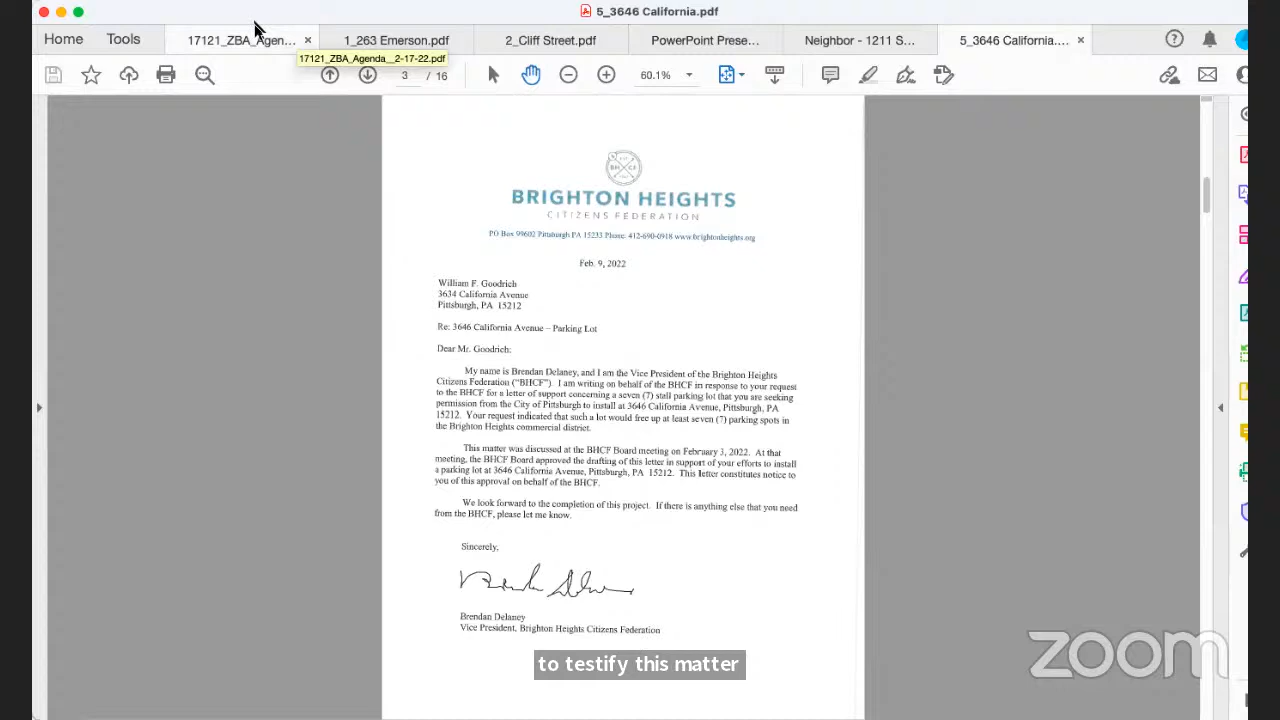 5_3646 California.pdf
Home Tools 17121_ZBA_Agen... × 1_263 Emerson.pdf 2_Cliff Street.pdf PowerPoint Prese... Neighbor - 1211 S... 5_3646 California.... ×
17121_ZBA_Agenda__2-17-22.pdf
3 / 16 60.1%
BH CF
BRIGHTON HEIGHTS
CITIZENS FEDERATION
PO Box 99602 Pittsburgh PA 15233 Phone: 412-690-0918 www.brightonheights.org
Feb. 9, 2022
William F. Goodrich
3634 California Avenue
Pittsburgh, PA 15212
Re: 3646 California Avenue – Parking Lot
Dear Mr. Goodrich:
My name is Brendan Delaney, and I am the Vice President of the Brighton Heights
Citizens Federation ("BHCF"). I am writing on behalf of the BHCF in response to your request
to the BHCF for a letter of support concerning a seven (7) stall parking lot that you are seeking
permission from the City of Pittsburgh to install at 3646 California Avenue, Pittsburgh, PA
15212. Your request indicated that such a lot would free up at least seven (7) parking spots in
the Brighton Heights commercial district.
This matter was discussed at the BHCF Board meeting on February 3, 2022. At that
meeting, the BHCF Board approved the drafting of this letter in support of your efforts to install
a parking lot at 3646 California Avenue, Pittsburgh, PA 15212. This letter constitutes notice to
you of this approval on behalf of the BHCF.
We look forward to the completion of this project. If there is anything else that you need
from the BHCF, please let me know.
Sincerely,
Brendan Delaney
Vice President, Brighton Heights Citizens Federation
to testify this matter
zoom